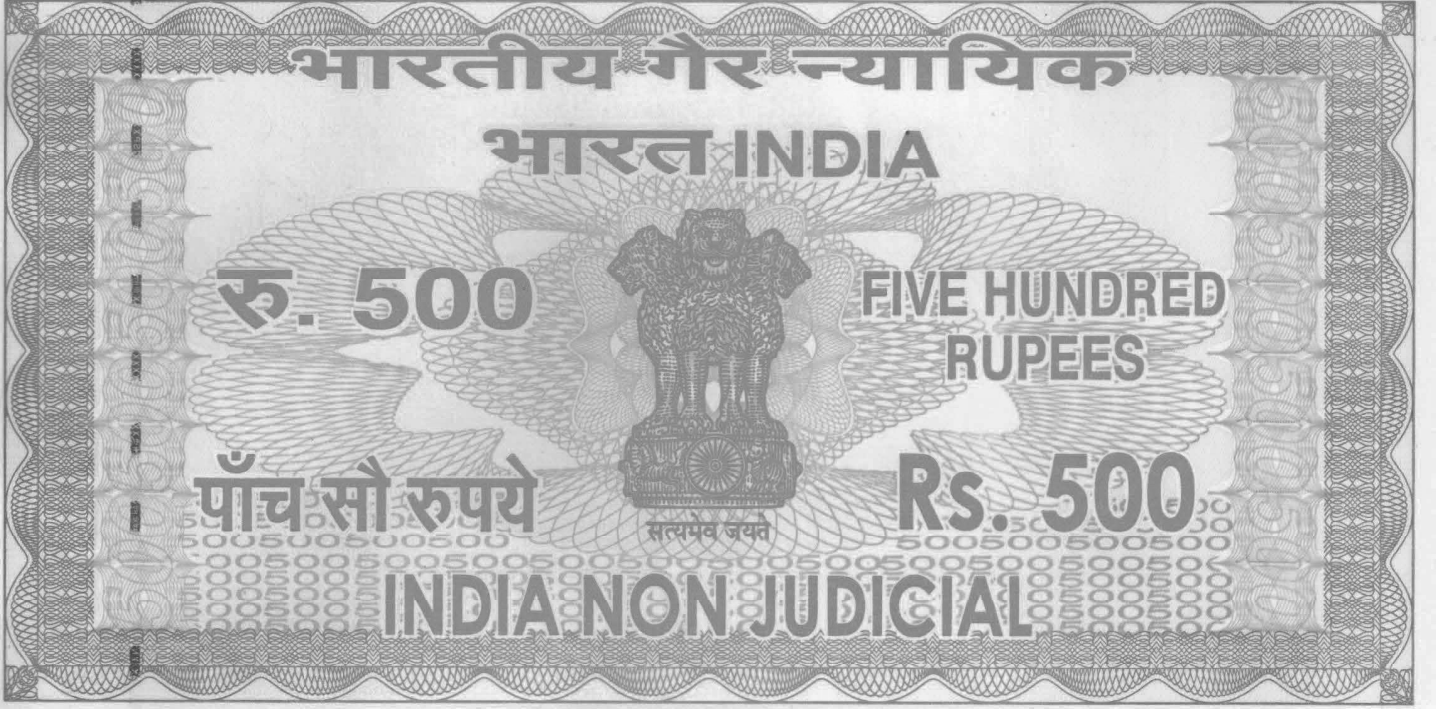 भारतीय गैर न्यायिक
भारत INDIA
रु. 500
FIVE HUNDRED
RUPEES
पाँच सौ रुपये
Rs. 500
सत्यमेव जयते
INDIA NON JUDICIAL